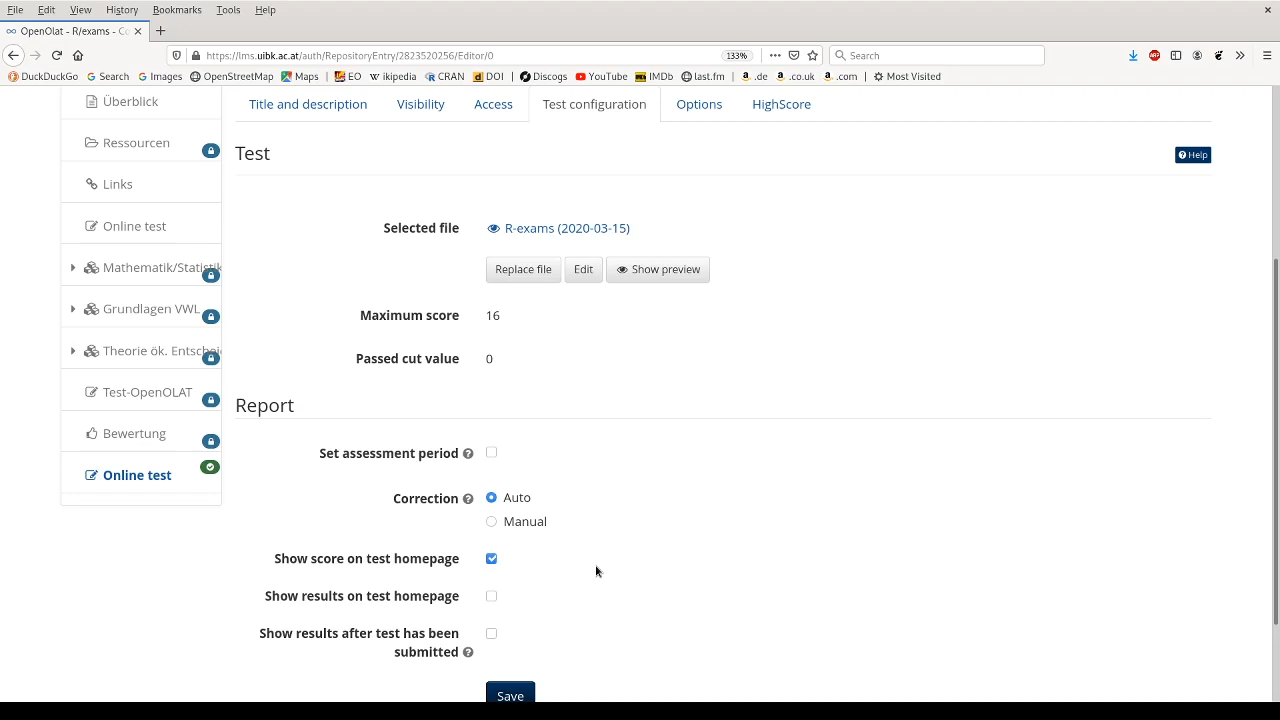 File Edit View History Bookmarks Tools Help
OpenOlat - R/exams - Co
https://lms.uibk.ac.at/auth/RepositoryEntry/2823520256/Editor/0 133% Search
DuckDuckGo Search Images OpenStreetMap Maps EO wikipedia CRAN DOI Discogs YouTube IMDb last.fm .de .co.uk .com Most Visited
Überblick
Ressourcen
Links
Online test
Mathematik/Statistik
Grundlagen VWL
Theorie ök. Entschei
Test-OpenOLAT
Bewertung
Online test
Title and description Visibility Access Test configuration Options HighScore
Test Help
Selected file R-exams (2020-03-15)
Replace file Edit Show preview
Maximum score 16
Passed cut value 0
Report
Set assessment period
Correction Auto
Manual
Show score on test homepage
Show results on test homepage
Show results after test has been
submitted
Save